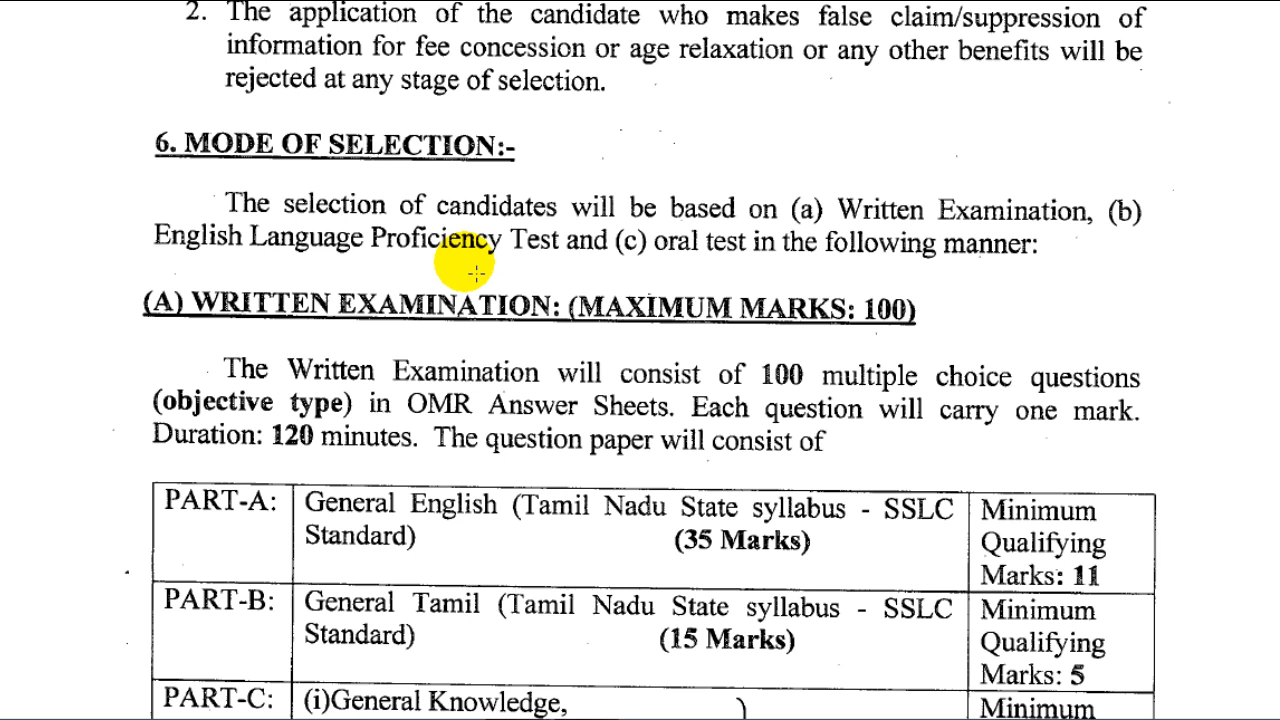 2. The application of the candidate who makes false claim/suppression of
information for fee concession or age relaxation or any other benefits will be
rejected at any stage of selection.
6. MODE OF SELECTION:-
The selection of candidates will be based on (a) Written Examination, (b)
English Language Proficiency Test and (c) oral test in the following manner:
(A) WRITTEN EXAMINATION: (MAXIMUM MARKS: 100)
The Written Examination will consist of 100 multiple choice questions
(objective type) in OMR Answer Sheets. Each question will carry one mark.
Duration: 120 minutes. The question paper will consist of
PART-A:
General English (Tamil Nadu State syllabus - SSLC
Standard) (35 Marks)
Minimum
Qualifying
Marks: 11
PART-B:
General Tamil (Tamil Nadu State syllabus - SSLC
Standard) (15 Marks)
Minimum
Qualifying
Marks: 5
PART-C:
(i)General Knowledge,
Minimum